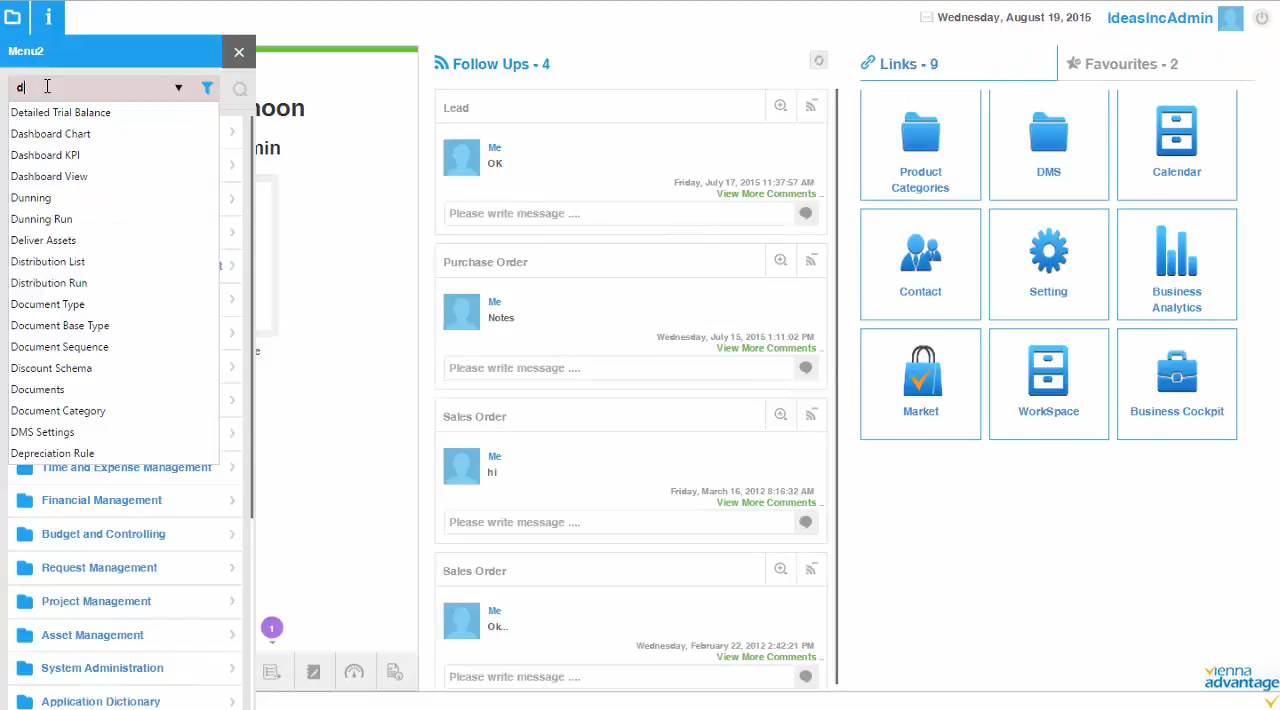 i
Wednesday, August 19, 2015
IdeasIncAdmin
Menu2
d
Detailed Trial Balance
Dashboard Chart
Dashboard KPI
Dashboard View
Dunning
Dunning Run
Deliver Assets
Distribution List
Distribution Run
Document Type
Document Base Type
Document Sequence
Discount Schema
Documents
Document Category
DMS Settings
Depreciation Rule
Time and Expense Management
Financial Management
Budget and Controlling
Request Management
Project Management
Asset Management
System Administration
Application Dictionary
noon
min
t
e
1
Follow Ups - 4
Lead
Me
OK
Friday, July 17, 2015 11:37:57 AM
View More Comments ..
Please write message ....
Purchase Order
Me
Notes
Wednesday, July 15, 2015 1:11:02 PM
View More Comments ..
Please write message ....
Sales Order
Me
hi
Friday, March 16, 2012 8:16:32 AM
View More Comments ..
Please write message ....
Sales Order
Me
Ok...
Wednesday, February 22, 2012 2:42:21 PM
View More Comments ..
Please write message ....
Links - 9
Favourites - 2
Product
Categories
DMS
Calendar
Contact
Setting
Business
Analytics
Market
WorkSpace
Business Cockpit
vienna
advantage